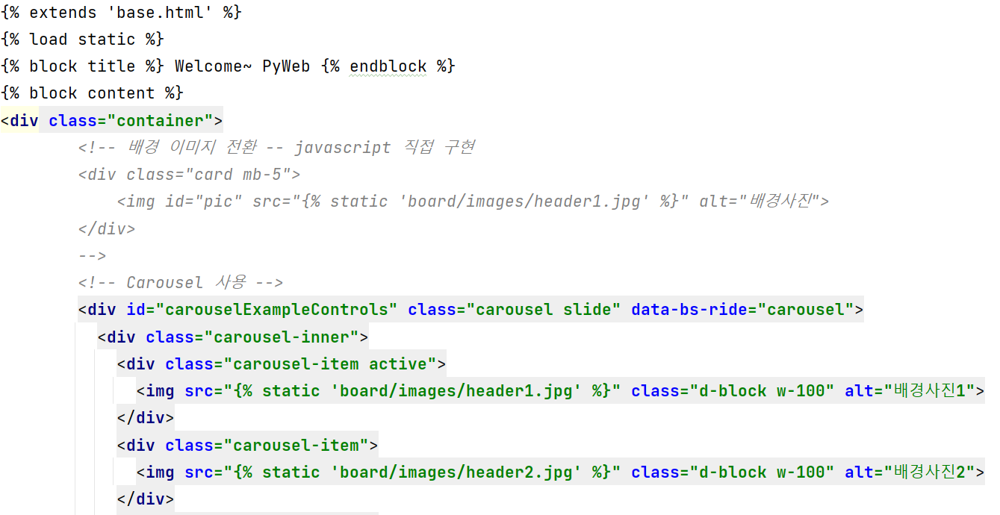 {% extends 'base.html' %}
{% load static %}
{% block title %} Welcome~ PyWeb {% endblock %}
{% block content %}
<div class="container">
<!-- 배경 이미지 전환 -- javascript 직접 구현
<div class="card mb-5">
<img id="pic" src="{% static 'board/images/header1.jpg' %}" alt="배경사진">
</div>
-->
<!-- Carousel 사용 -->
<div id="carouselExampleControls" class="carousel slide" data-bs-ride="carousel">
<div class="carousel-inner">
<div class="carousel-item active">
<img src="{% static 'board/images/header1.jpg' %}" class="d-block w-100" alt="배경사진1">
</div>
<div class="carousel-item">
<img src="{% static 'board/images/header2.jpg' %}" class="d-block w-100" alt="배경사진2">
</div>